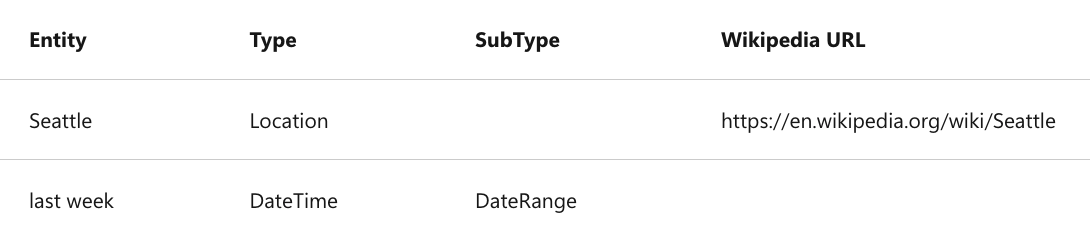 Entity Type SubType Wikipedia URL
Seattle Location https://en.wikipedia.org/wiki/Seattle
last week DateTime DateRange